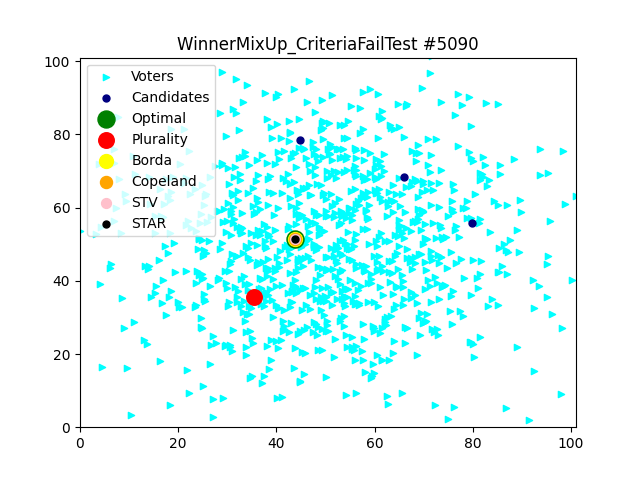 WinnerMixUp_CriteriaFailTest #5090
100
80
60
40
20
0
0 20 40 60 80 100
Voters
Candidates
Optimal
Plurality
Borda
Copeland
STV
STAR